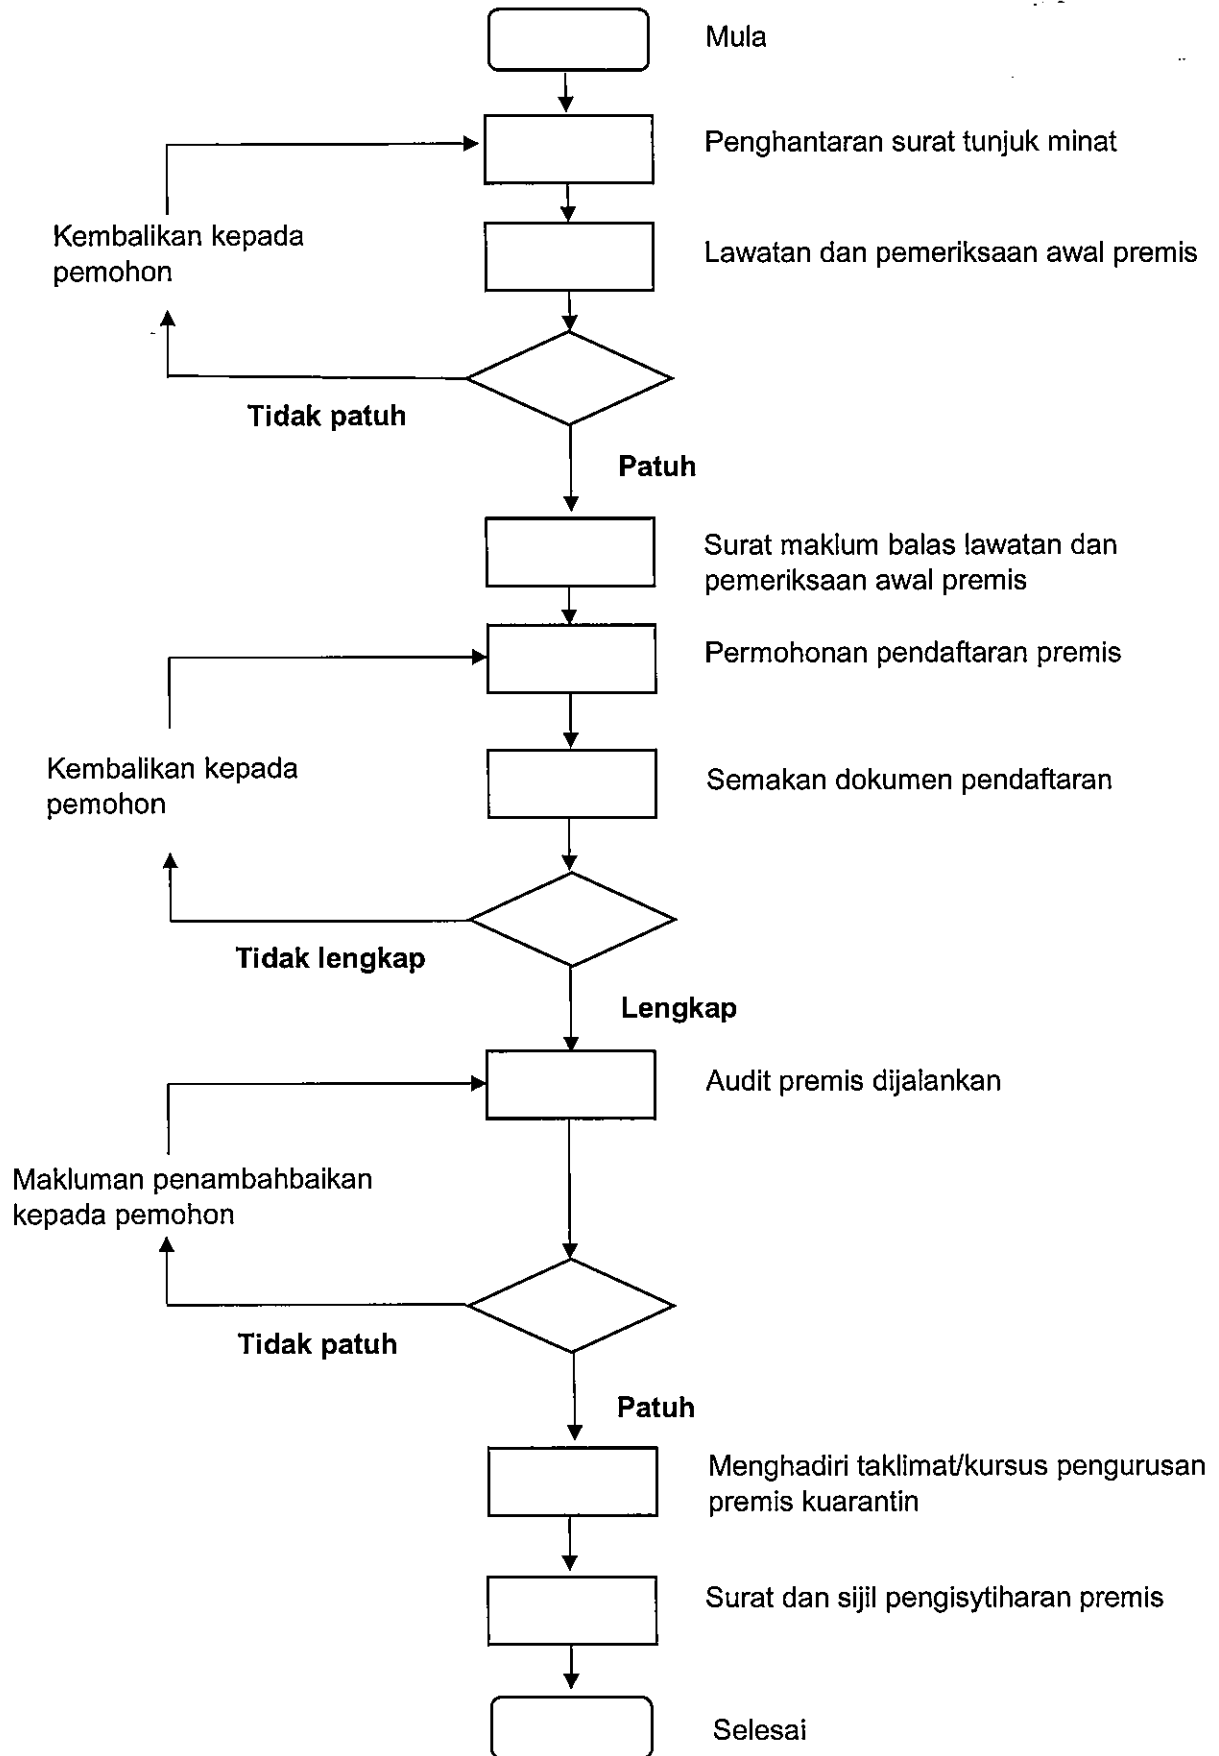 Mula
Penghantaran surat tunjuk minat
Kembalikan kepada
pemohon
Lawatan dan pemeriksaan awal premis
Tidak patuh
Patuh
Surat maklum balas lawatan dan
pemeriksaan awal premis
Permohonan pendaftaran premis
Kembalikan kepada
pemohon
Semakan dokumen pendaftaran
Tidak lengkap
Lengkap
Audit premis dijalankan
Makluman penambahbaikan
kepada pemohon
Tidak patuh
Patuh
Menghadiri taklimat/kursus pengurusan
premis kuarantin
Surat dan sijil pengisytiharan premis
Selesai